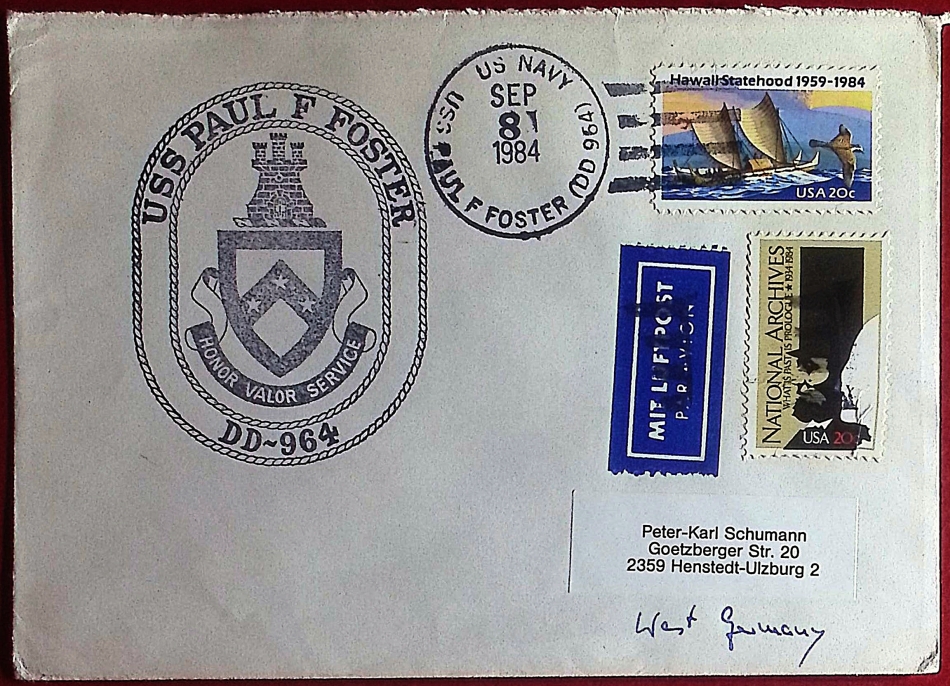 USS PAUL F FOSTER
HONOR VALOR SERVICE
DD-964
US NAVY
SEP
1984
USS PAUL F FOSTER (DD 964)
Hawaii Statehood 1959-1984
USA 20c
MIT LUFTPOST
PAR AVION
NATIONAL ARCHIVES
WHAT IS PAST IS PROLOGUE ★ 1934 1984
USA 20c
Peter-Karl Schumann
Goetzberger Str. 20
2359 Henstedt-Ulzburg 2
West Germany